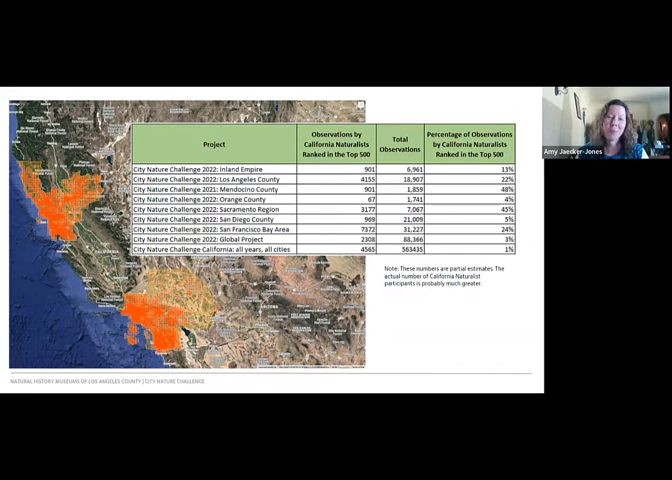 Project
Observations by California Naturalists Ranked in the Top 500
Total Observations
Percentage of Observations by California Naturalists Ranked in the Top 500
City Nature Challenge 2022: Inland Empire 901 6,961 13%
City Nature Challenge 2022: Los Angeles County 4155 18,907 22%
City Nature Challenge 2021: Mendocino County 901 1,859 48%
City Nature Challenge 2022: Orange County 67 1,741 4%
City Nature Challenge 2022: Sacramento Region 3177 7,067 45%
City Nature Challenge 2022: San Diego County 969 21,009 5%
City Nature Challenge 2022: San Francisco Bay Area 7372 31,227 24%
City Nature Challenge 2022: Global Project 2308 88,366 3%
City Nature Challenge California: all years, all cities 4565 563435 1%
Note: These numbers are partial estimates. The
actual number of California Naturalist
participants is probably much greater.
ARIZONA
Amy Jaecker-Jones
NATURAL HISTORY MUSEUMS OF LOS ANGELES COUNTY | CITY NATURE CHALLENGE